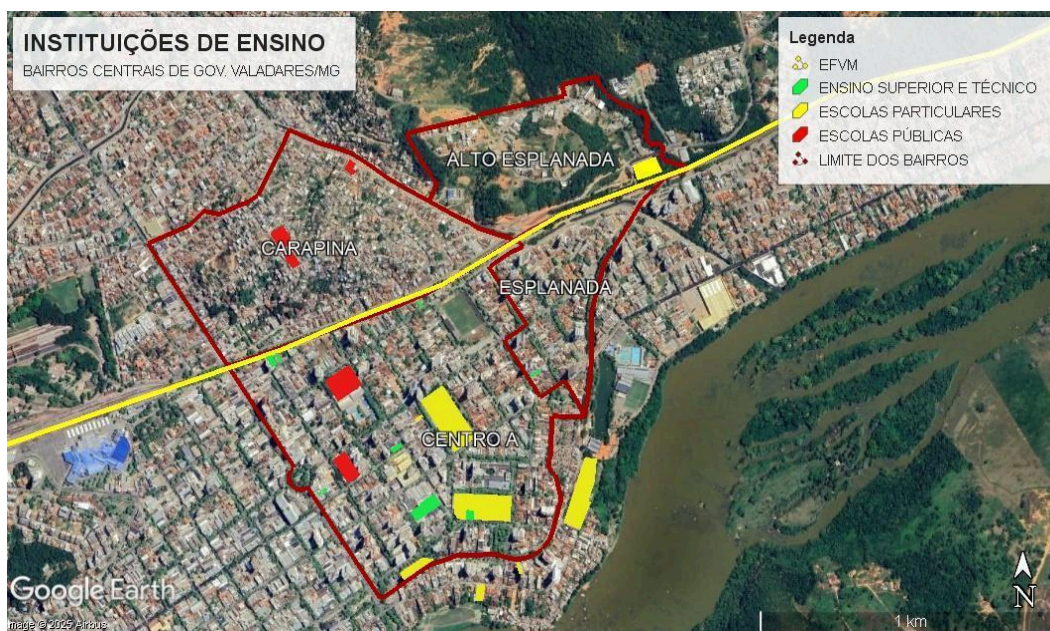 INSTITUIÇÕES DE ENSINO
BAIRROS CENTRAIS DE GOV. VALADARES/MG
Legenda
EFVM
ENSINO SUPERIOR E TÉCNICO
ESCOLAS PARTICULARES
ESCOLAS PÚBLICAS
LIMITE DOS BAIRROS
ALTO ESPLANADA
CARAPINA
ESPLANADA
CENTRO A
Google Earth
Image © 2025 Airbus
1 km
N